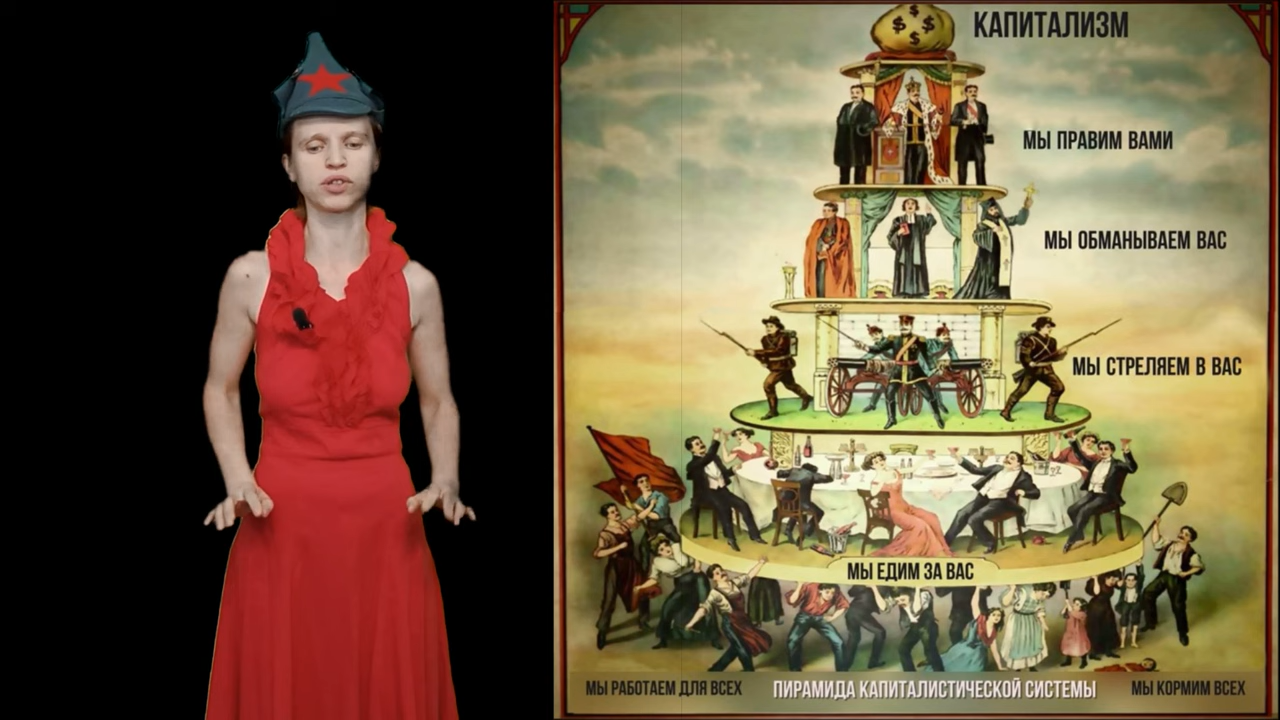 КАПИТАЛИЗМ
МЫ ПРАВИМ ВАМИ
МЫ ОБМАНЫВАЕМ ВАС
МЫ СТРЕЛЯЕМ В ВАС
МЫ ЕДИМ ЗА ВАС
МЫ РАБОТАЕМ ДЛЯ ВСЕХ
ПИРАМИДА КАПИТАЛИСТИЧЕСКОЙ СИСТЕМЫ
МЫ КОРМИМ ВСЕХ